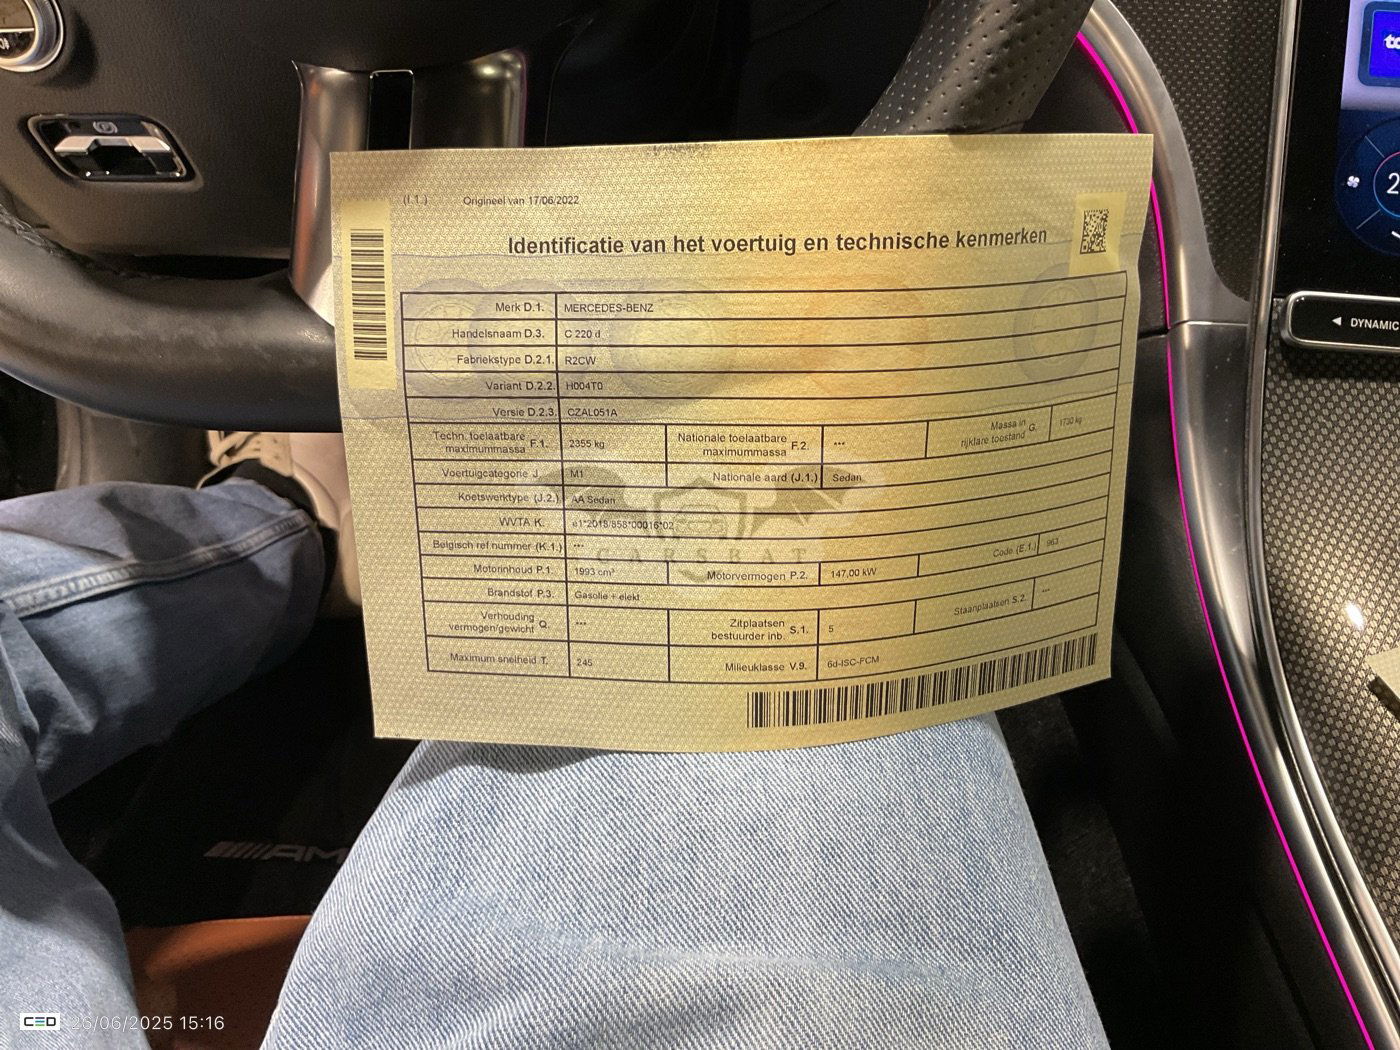 (I.1.) Origineel van 17/06/2022
Identificatie van het voertuig en technische kenmerken
Merk D.1. MERCEDES-BENZ
Handelsnaam D.3. C 220 d
Fabriekstype D.2.1. R2CW
Variant D.2.2. H004T0
Versie D.2.3. CZAL051A
Techn. toelaatbare maximummassa F.1. 2355 kg Nationale toelaatbare maximummassa F.2. *** Massa in rijklare toestand G. 1730 kg
Voertuigcategorie J. M1 Nationale aard (J.1.) Sedan
Koetswerktype (J.2.) AA Sedan
WVTA K. e1*2018/858*00016*02
Belgisch ref nummer (K.1.) ***
Motorinhoud P.1. 1993 cm³ Motorvermogen P.2. 147,00 kW Code (E.1.) 963
Brandstof P.3. Gasolie + elekt
Verhouding vermogen/gewicht Q. *** Zitplaatsen bestuurder inb. S.1. 5 Staanplaatsen S.2. ***
Maximum snelheid T. 245 Milieuklasse V.9. 6d-ISC-FCM
CARSBAT
DYNAMIC
AM
CED 26/06/2025 15:16